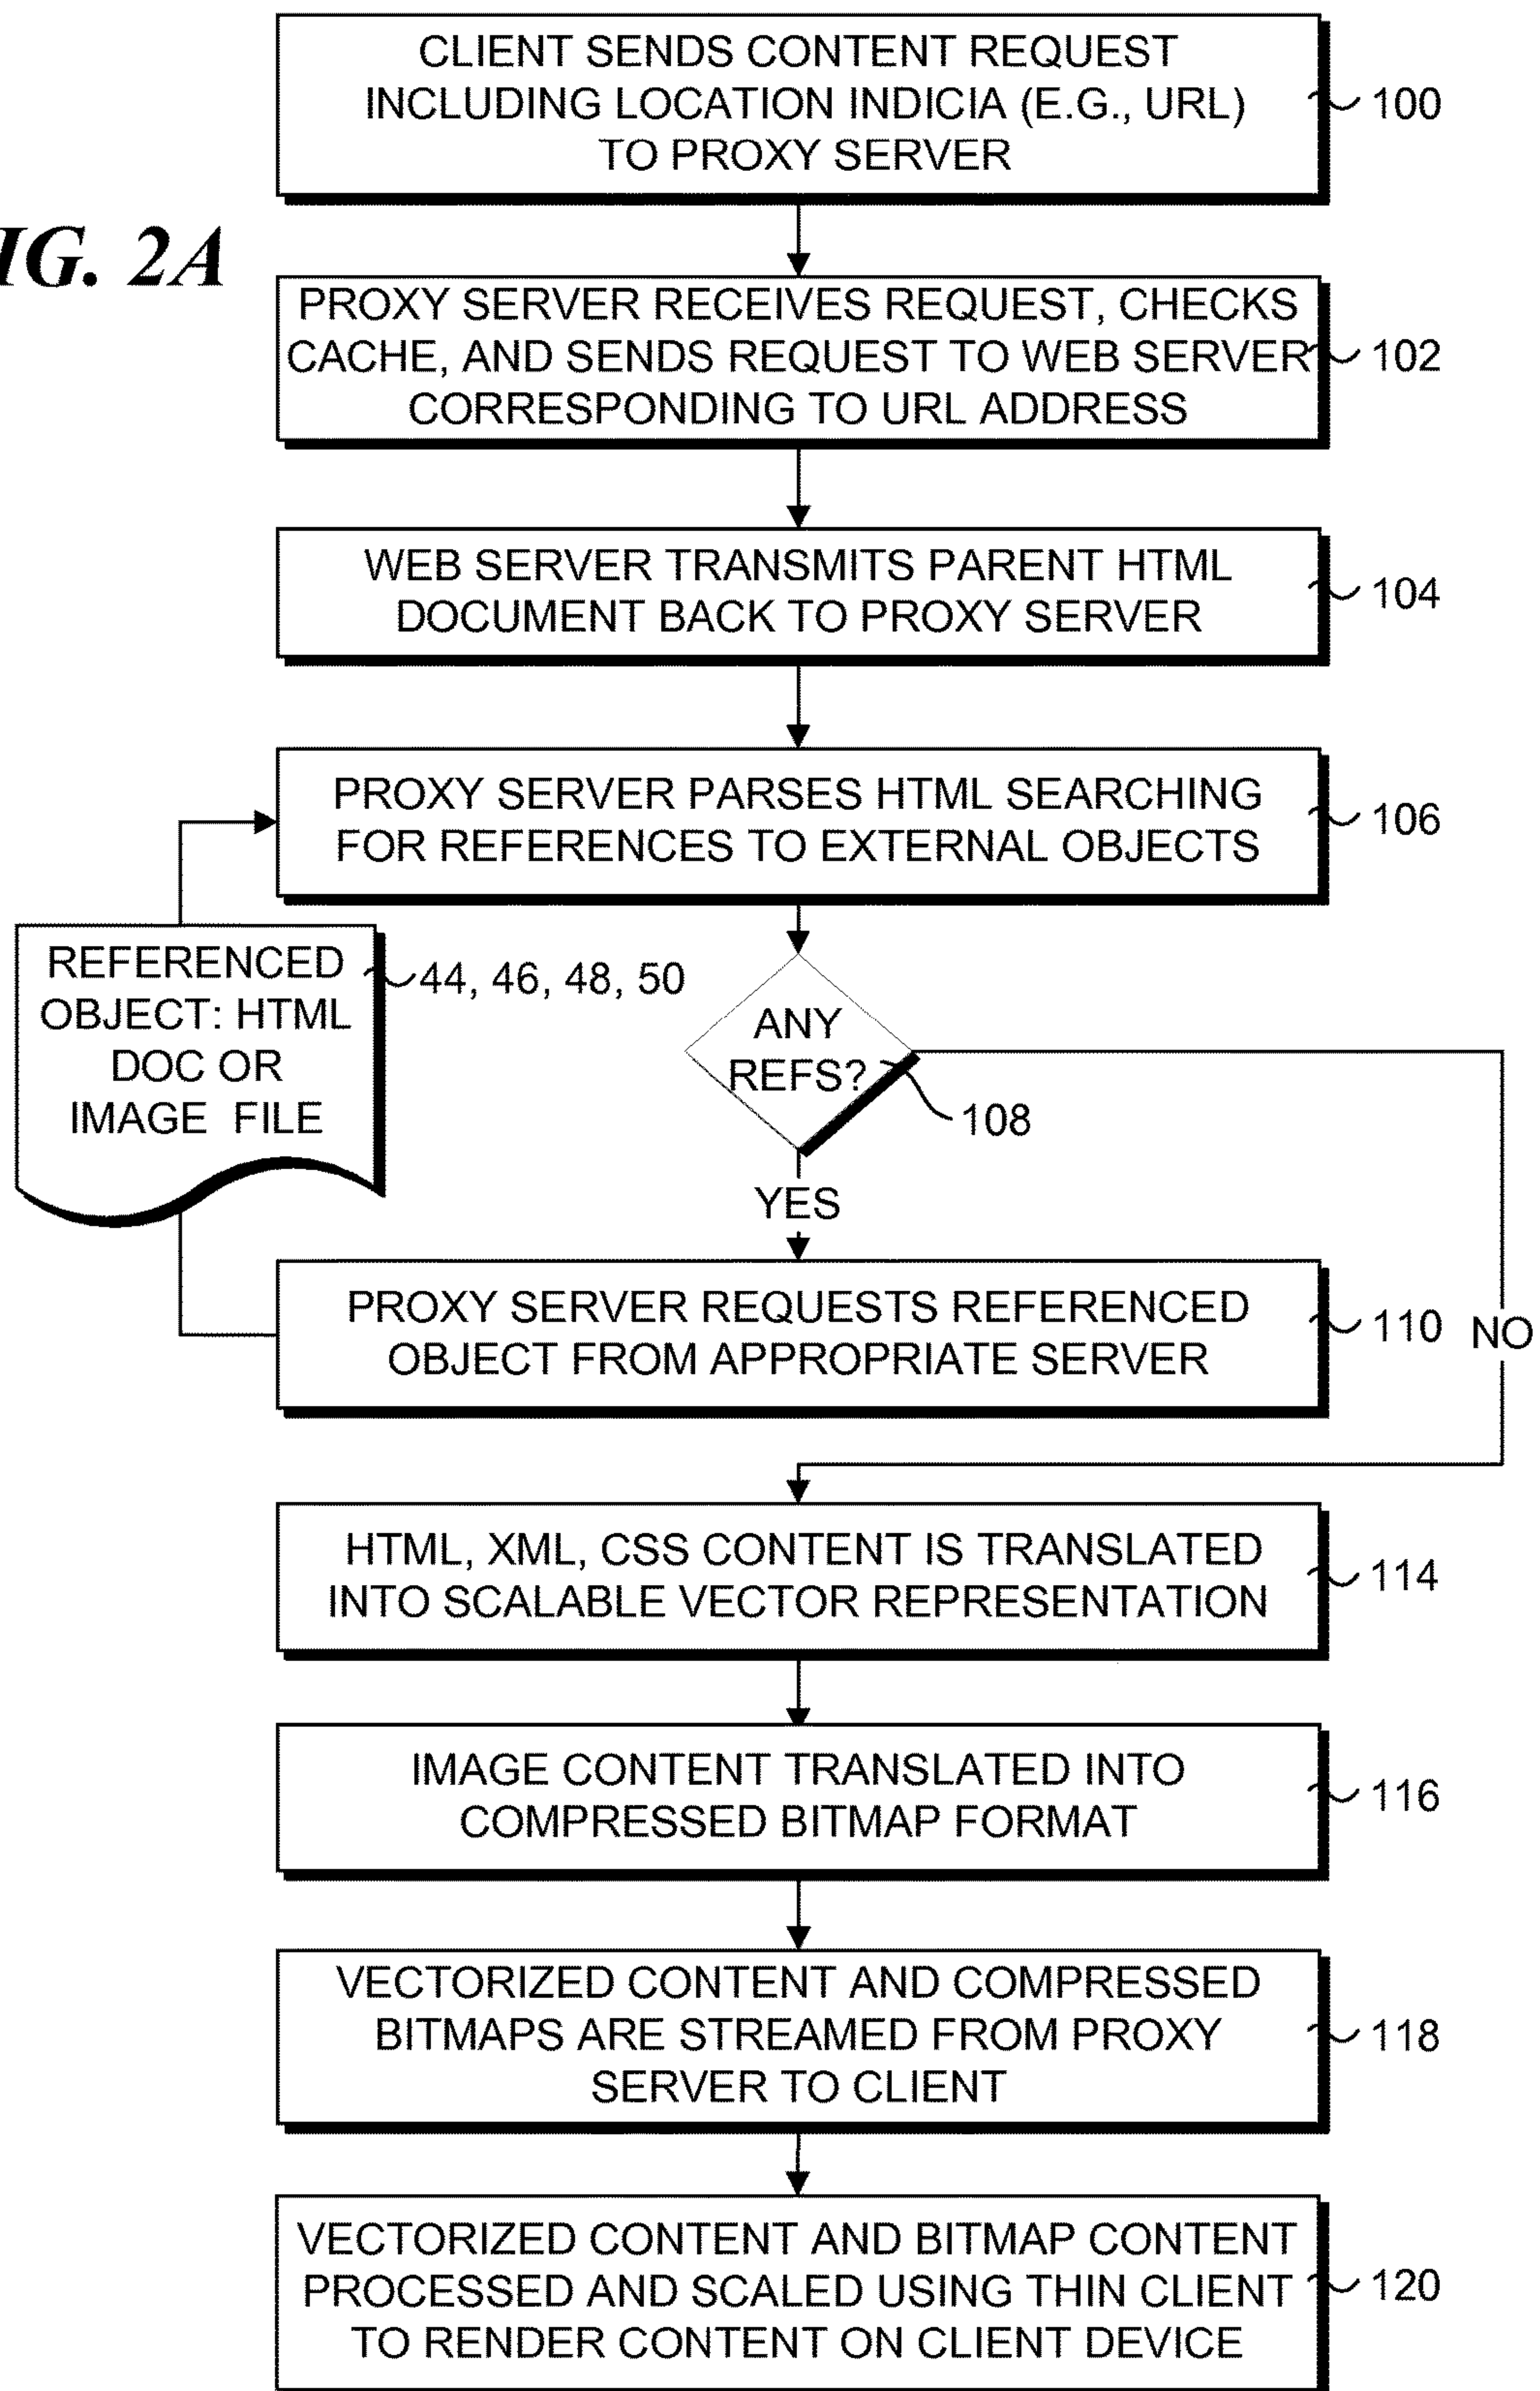 CLIENT SENDS CONTENT REQUEST
INCLUDING LOCATION INDICIA (E.G., URL)
TO PROXY SERVER
100
IG. 2A
PROXY SERVER RECEIVES REQUEST, CHECKS
CACHE, AND SENDS REQUEST TO WEB SERVER
CORRESPONDING TO URL ADDRESS
102
WEB SERVER TRANSMITS PARENT HTML
DOCUMENT BACK TO PROXY SERVER
104
PROXY SERVER PARSES HTML SEARCHING
FOR REFERENCES TO EXTERNAL OBJECTS
106
REFERENCED
OBJECT: HTML
DOC OR
IMAGE FILE
44, 46, 48, 50
ANY
REFS?
108
YES
PROXY SERVER REQUESTS REFERENCED
OBJECT FROM APPROPRIATE SERVER
110
NO
HTML, XML, CSS CONTENT IS TRANSLATED
INTO SCALABLE VECTOR REPRESENTATION
114
IMAGE CONTENT TRANSLATED INTO
COMPRESSED BITMAP FORMAT
116
VECTORIZED CONTENT AND COMPRESSED
BITMAPS ARE STREAMED FROM PROXY
SERVER TO CLIENT
118
VECTORIZED CONTENT AND BITMAP CONTENT
PROCESSED AND SCALED USING THIN CLIENT
TO RENDER CONTENT ON CLIENT DEVICE
120